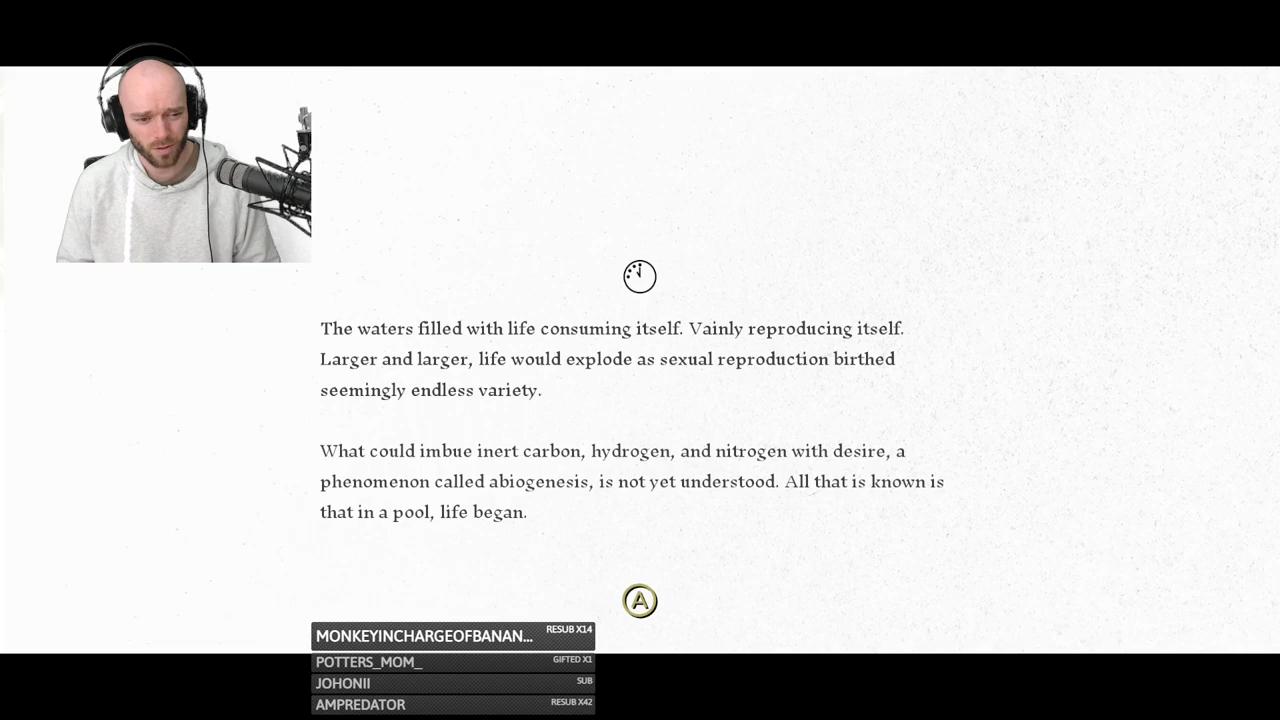 The waters filled with life consuming itself. Vainly reproducing itself.
Larger and larger, life would explode as sexual reproduction birthed
seemingly endless variety.
What could imbue inert carbon, hydrogen, and nitrogen with desire, a
phenomenon called abiogenesis, is not yet understood. All that is known is
that in a pool, life began.
A
MONKEYINCHARGEOFBANAN... RESUB X14
POTTERS_MOM_ GIFTED X1
JOHONII SUB
AMPREDATOR RESUB X42